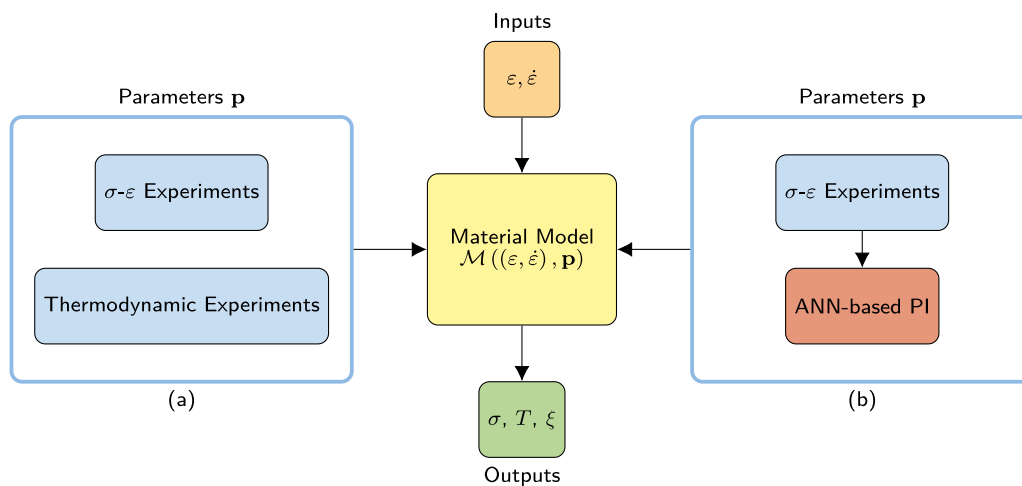 Inputs
ε, ε̇
Parameters p
σ-ε Experiments
Thermodynamic Experiments
(a)
Material Model
ℳ ((ε, ε̇) , p)
Parameters p
σ-ε Experiments
ANN-based PI
(b)
σ, T, ξ
Outputs